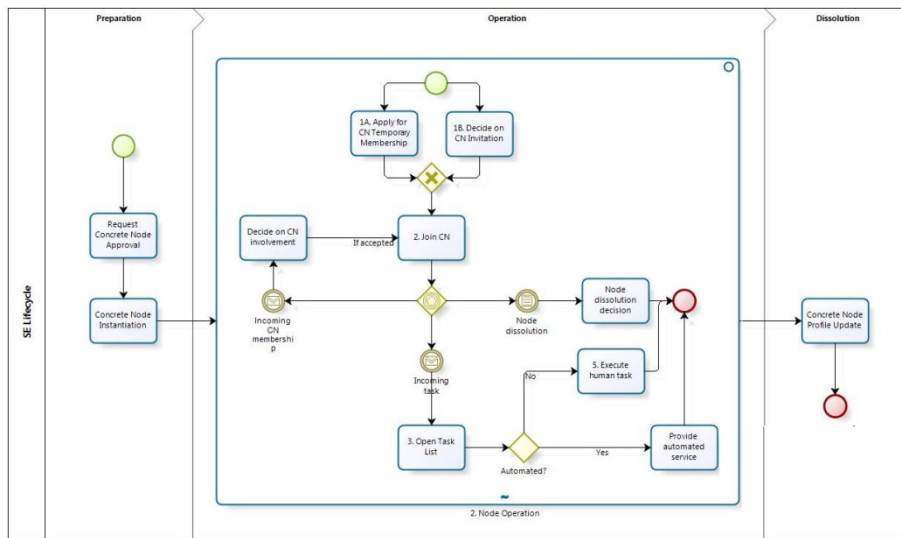 Preparation
Operation
Dissolution
SE Lifecycle
1A. Apply for
CN Temporary
Membership
1B. Decide on
CN Invitation
Request
Concrete Node
Approval
Decide on CN
involvement
If accepted
2. Join CN
Concrete Node
Instantiation
Incoming
CN
membershi
p
Node
dissolution
Node
dissolution
decision
Concrete Node
Profile Update
Incoming
task
No
5. Execute
human task
3. Open Task
List
Automated?
Yes
Provide
automated
service
2. Node Operation